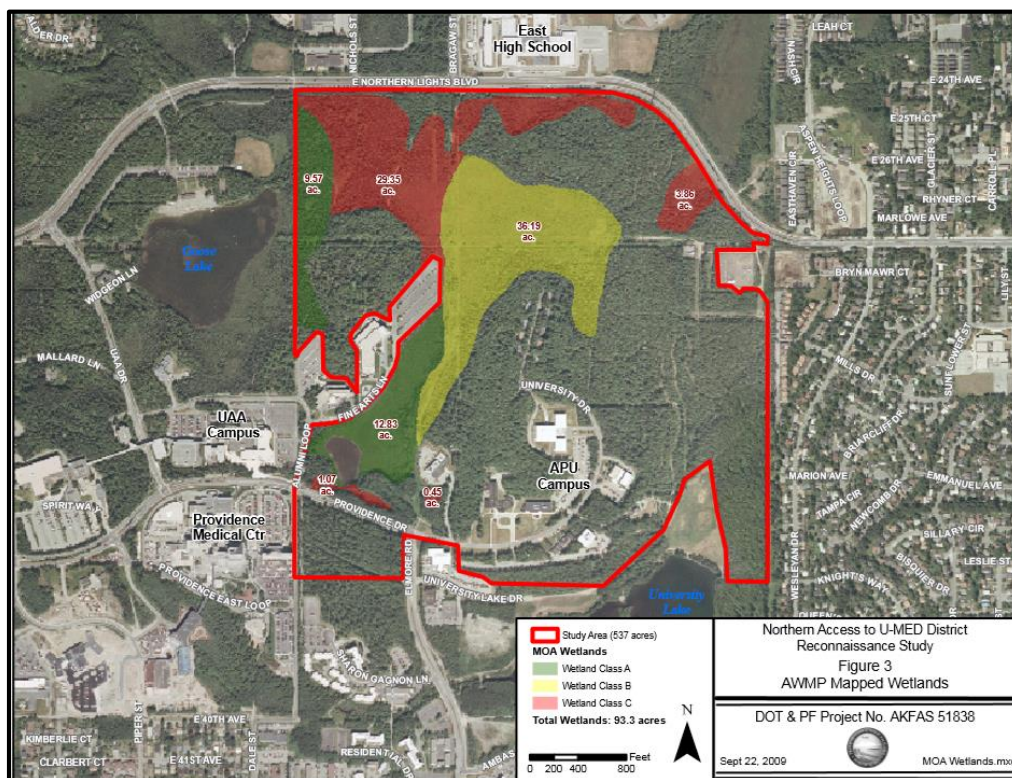 ALDER DR
NICHOLS ST
BRAGAW ST
East
High School
LEAH CT
NASH CIR
E 24TH AVE
E NORTHERN LIGHTS BLVD
E 25TH CT
ASPEN HEIGHTS LOOP
E 26TH AVE
GLACIER ST
CARROLL PL
EASTHAVEN CIR
RHYNER CT
MARLOWE AVE
9.57
ac.
29.35
ac.
3.86
ac.
36.19
ac.
Goose
Lake
WIDGEON LN
BRYN MAWR CT
LILY ST
UAA DR
MALLARD LN
MILLS DR
SUNFLOWER ST
FINE ARTS LN
UNIVERSITY DR
BRIARCLIFF DR
UAA
Campus
12.83
ac.
ALUMNI LOOP
APU
Campus
MARION AVE
EMMANUEL AVE
1.07
ac.
0.45
ac.
TAMPA CIR
NEWCOMB DR
SPIRIT WAY
PROVIDENCE DR
Providence
Medical Ctr
SILLARY CIR
BISQUIER DR
LESLIE ST
ELMORE RD
WESLEYAN DR
KNIGHT'S WAY
PROVIDENCE EAST LOOP
UNIVERSITY LAKE DR
University
Lake
SHARON GAGNON LN
PIPER ST
E 40TH AVE
DALE ST
KIMBERLIE CT
CLARBERT CT
E 41ST AVE
RESIDENTIAL DR
Study Area (537 acres)
MOA Wetlands
Wetland Class A
Wetland Class B
Wetland Class C
Total Wetlands: 93.3 acres
N
Feet
0 200 400 800
Northern Access to U-MED District
Reconnaissance Study
Figure 3
AWMP Mapped Wetlands
DOT & PF Project No. AKFAS 51838
Sept 22, 2009